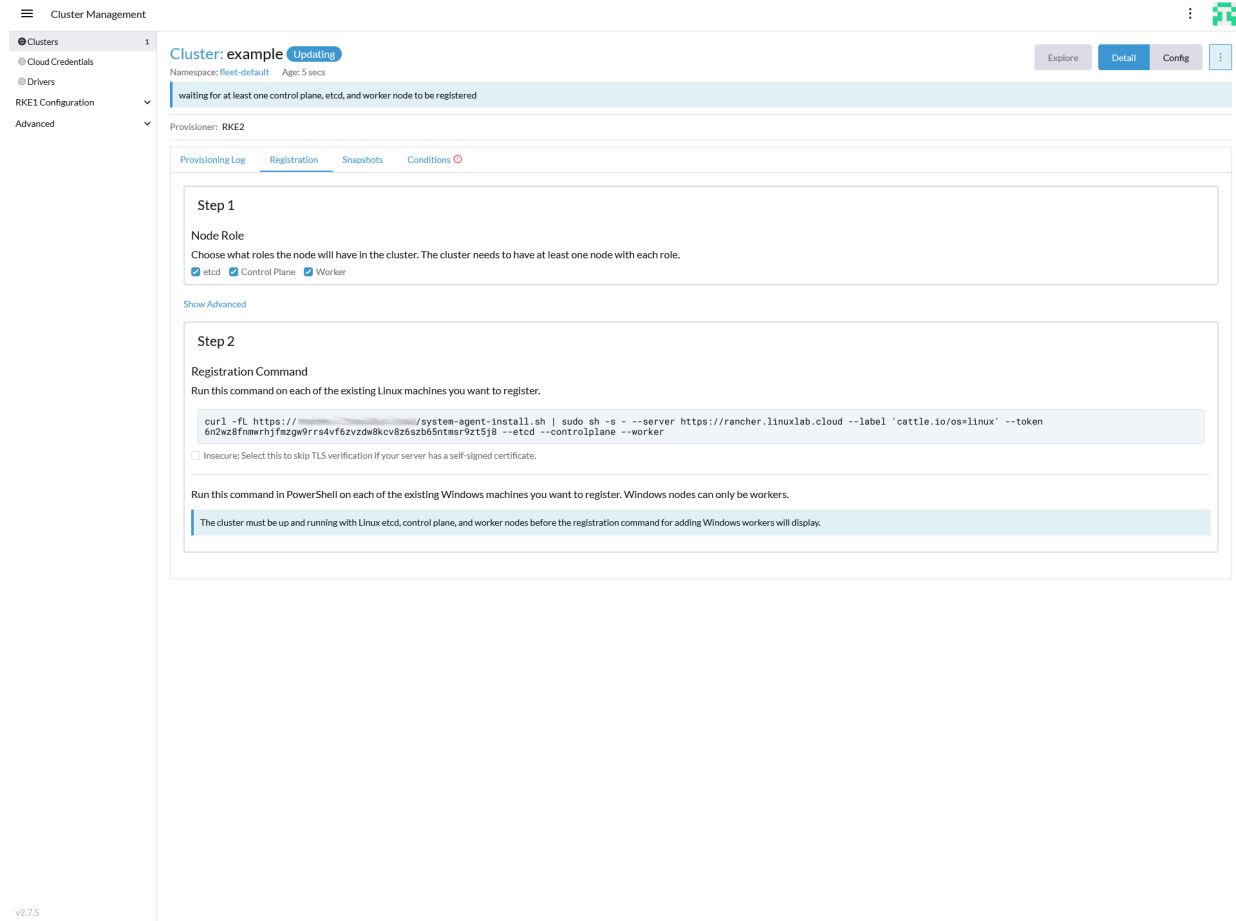 Cluster Management
Clusters 1
Cloud Credentials
Drivers
RKE1 Configuration
Advanced
Cluster: example Updating
Namespace: fleet-default Age: 5 secs
Explore Detail Config
waiting for at least one control plane, etcd, and worker node to be registered
Provisioner: RKE2
Provisioning Log Registration Snapshots Conditions
Step 1
Node Role
Choose what roles the node will have in the cluster. The cluster needs to have at least one node with each role.
etcd Control Plane Worker
Show Advanced
Step 2
Registration Command
Run this command on each of the existing Linux machines you want to register.
curl -fL https:// /system-agent-install.sh | sudo sh -s - --server https://rancher.linuxlab.cloud --label 'cattle.io/os=linux' --token
6n2wz8fnmwrhjfmzgw9rrs4vf6zvzdw8kcv8z6szb65ntmsr9zt5j8 --etcd --controlplane --worker
Insecure: Select this to skip TLS verification if your server has a self-signed certificate.
Run this command in PowerShell on each of the existing Windows machines you want to register. Windows nodes can only be workers.
The cluster must be up and running with Linux etcd, control plane, and worker nodes before the registration command for adding Windows workers will display.
v2.7.5